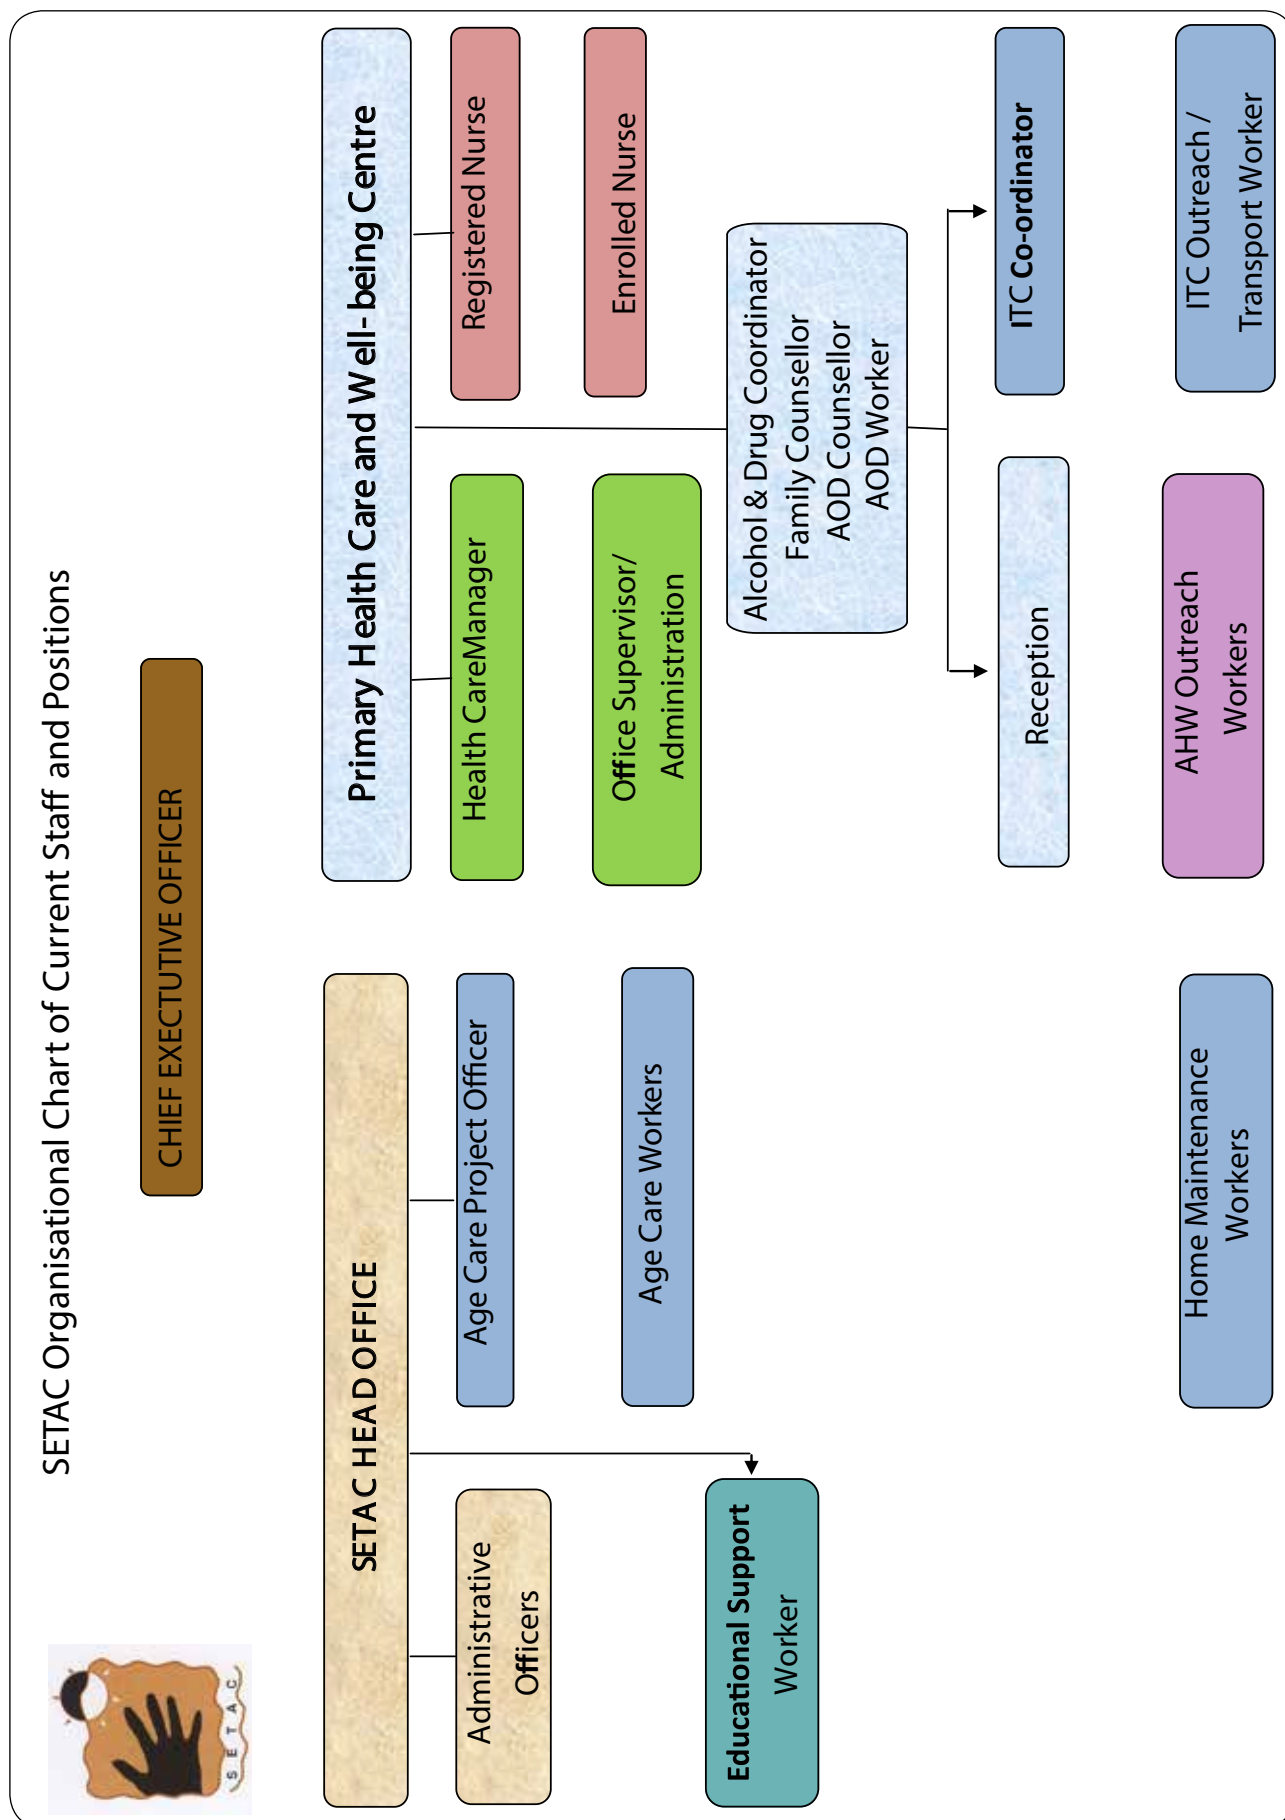 SETAC Organisational Chart of Current Staff and Positions
SETAC
CHIEF EXECTUTIVE OFFICER
SETAC HEAD OFFICE
Primary Health Care and Well-being Centre
Administrative
Officers
Age Care Project Officer
Health CareManager
Registered Nurse
Age Care Workers
Office Supervisor/
Administration
Enrolled Nurse
Educational Support
Worker
Alcohol & Drug Coordinator
Family Counsellor
AOD Counsellor
AOD Worker
Reception
ITC Co-ordinator
Home Maintenance
Workers
AHW Outreach
Workers
ITC Outreach /
Transport Worker